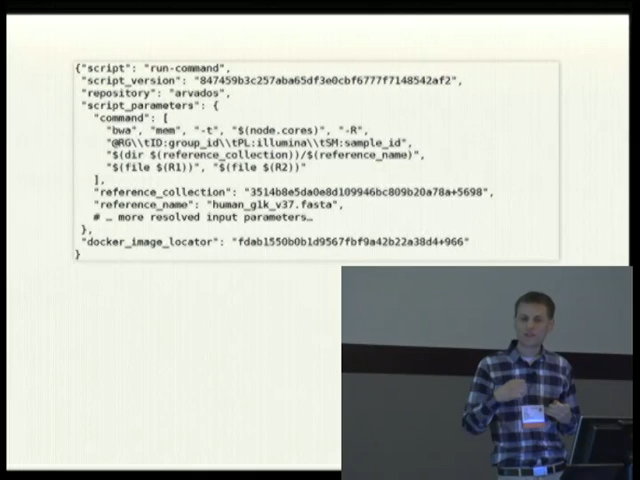 {"script": "run-command",
"script_version": "847459b3c257aba65df3e0cbf6777f7148542af2",
"repository": "arvados",
"script_parameters": {
"command": [
"bwa", "mem", "-t", "$(node.cores)", "-R",
"@RG\\tID:group_id\\tPL:illumina\\tSM:sample_id",
"$(dir $(reference_collection))/$(reference_name)",
"$(file $(R1))", "$(file $(R2))"
],
"reference_collection": "3514b8e5da0e8d109946bc809b20a78a+5698",
"reference_name": "human_g1k_v37.fasta",
# … more resolved input parameters…
},
"docker_image_locator": "fdab1550b0b1d9567fbf9a42b22a38d4+966"
}